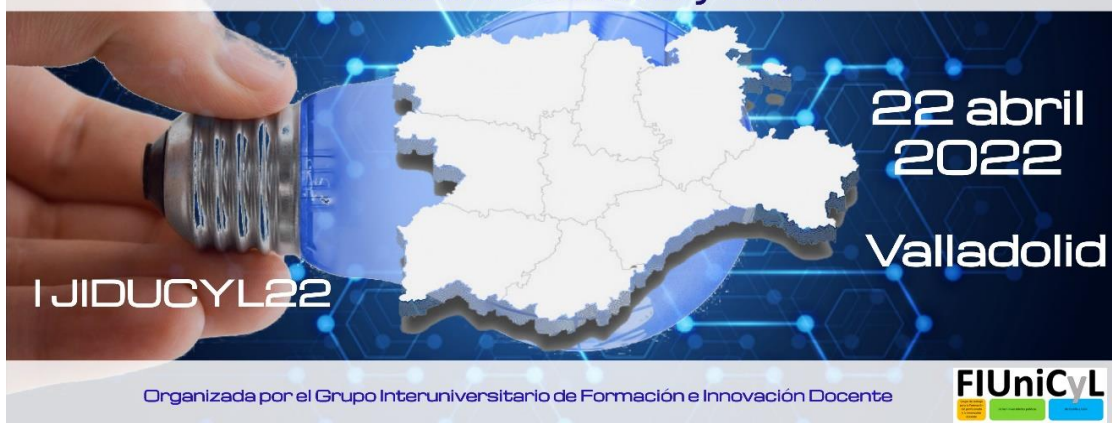 22 abril
2022
Valladolid
I JIDUCYL22
Organizada por el Grupo Interuniversitario de Formación e Innovación Docente
FIUniCyL